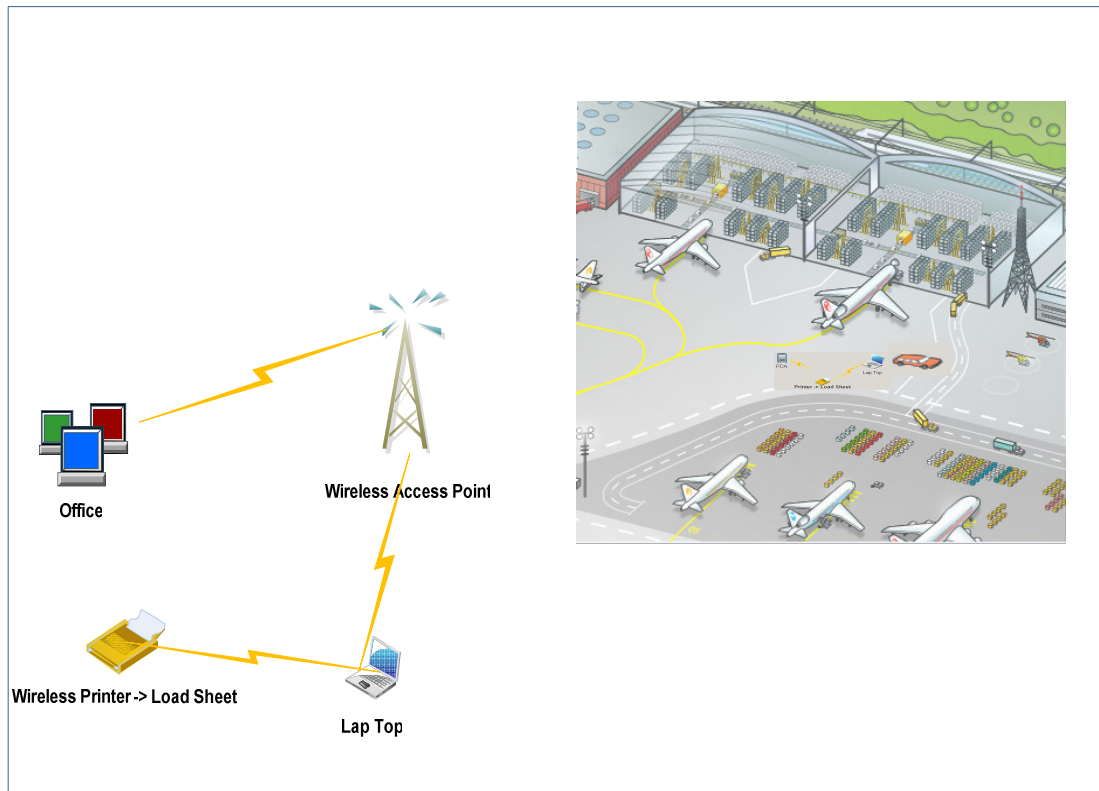 Office
Wireless Access Point
Wireless Printer -> Load Sheet
Lap Top
PDA
Lap Top
Printer -> Load Sheet